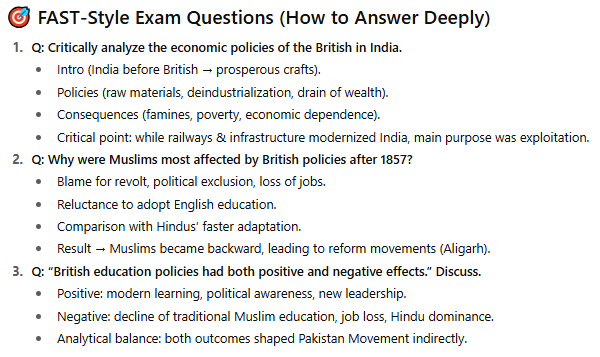 🎯 FAST-Style Exam Questions (How to Answer Deeply)
1. Q: Critically analyze the economic policies of the British in India.
• Intro (India before British → prosperous crafts).
• Policies (raw materials, deindustrialization, drain of wealth).
• Consequences (famines, poverty, economic dependence).
• Critical point: while railways & infrastructure modernized India, main purpose was exploitation.
2. Q: Why were Muslims most affected by British policies after 1857?
• Blame for revolt, political exclusion, loss of jobs.
• Reluctance to adopt English education.
• Comparison with Hindus’ faster adaptation.
• Result → Muslims became backward, leading to reform movements (Aligarh).
3. Q: “British education policies had both positive and negative effects.” Discuss.
• Positive: modern learning, political awareness, new leadership.
• Negative: decline of traditional Muslim education, job loss, Hindu dominance.
• Analytical balance: both outcomes shaped Pakistan Movement indirectly.